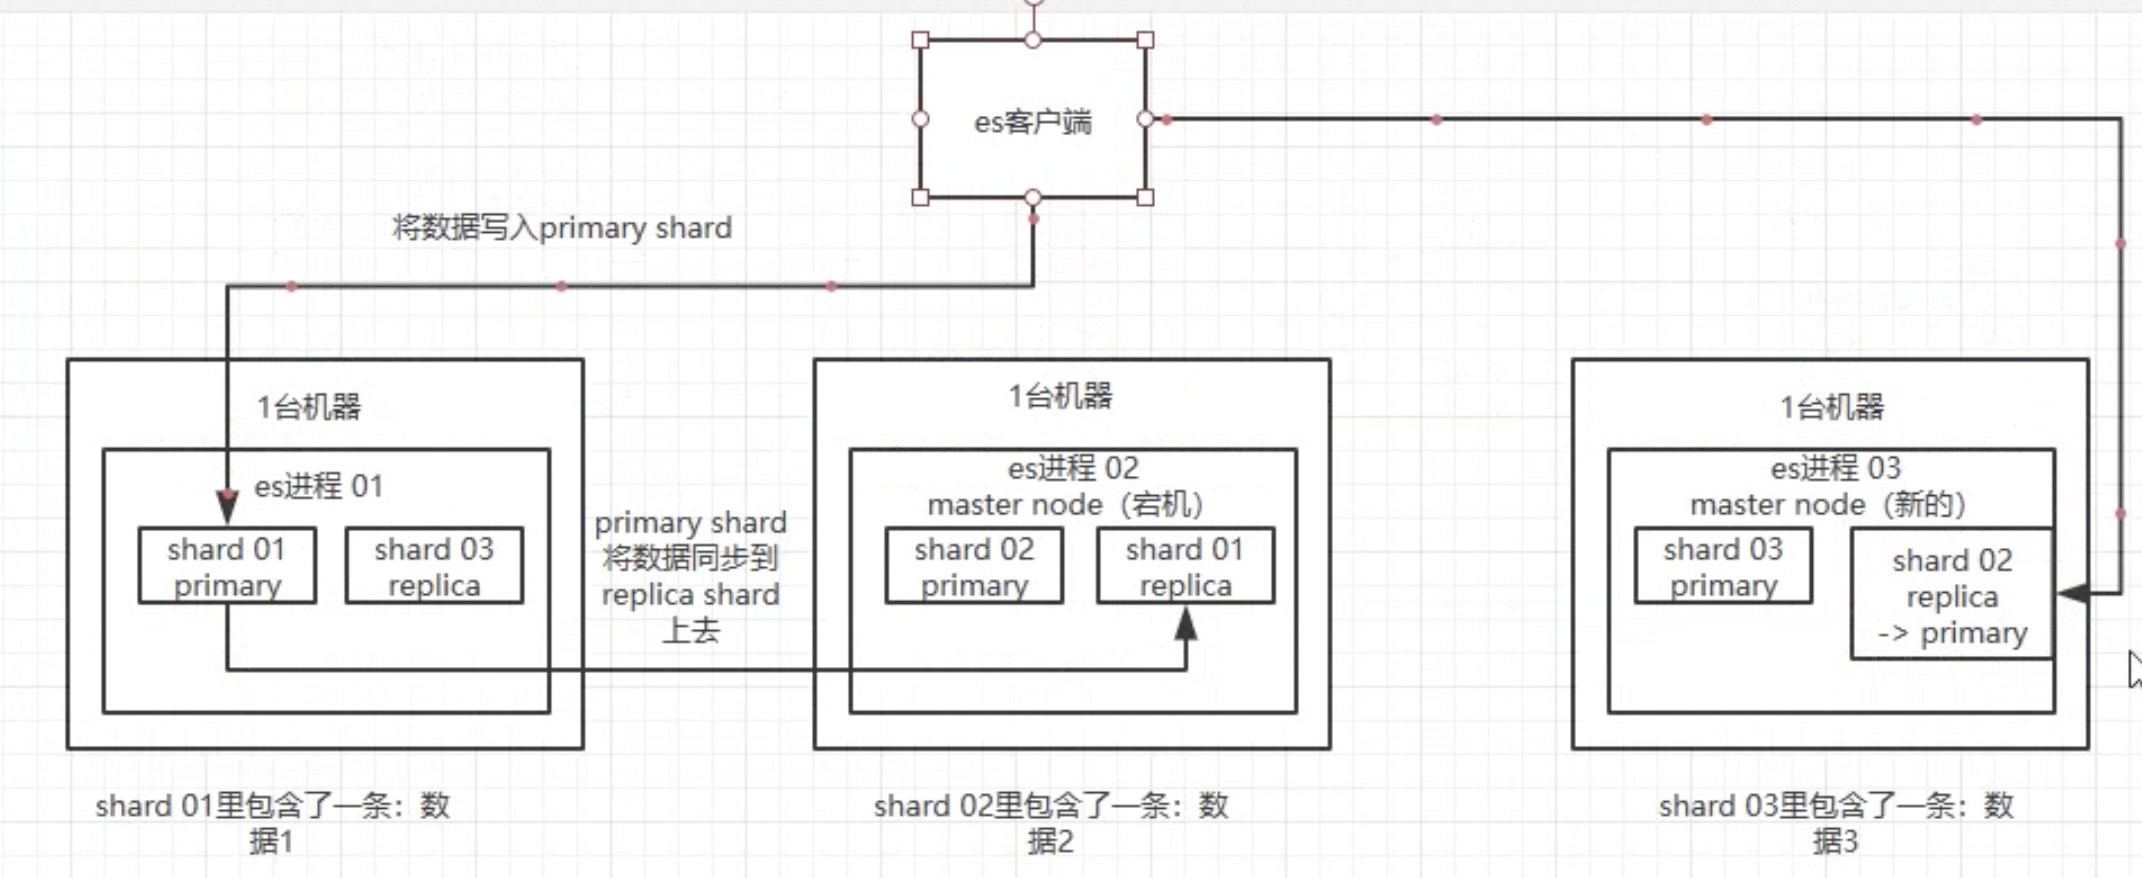 es客户端
将数据写入primary shard
1台机器
es进程 01
shard 01
primary
shard 03
replica
primary shard
将数据同步到
replica shard
上去
1台机器
es进程 02
master node（宕机）
shard 02
primary
shard 01
replica
1台机器
es进程 03
master node（新的）
shard 03
primary
shard 02
replica
-> primary
shard 01里包含了一条：数
据1
shard 02里包含了一条：数
据2
shard 03里包含了一条：数
据3